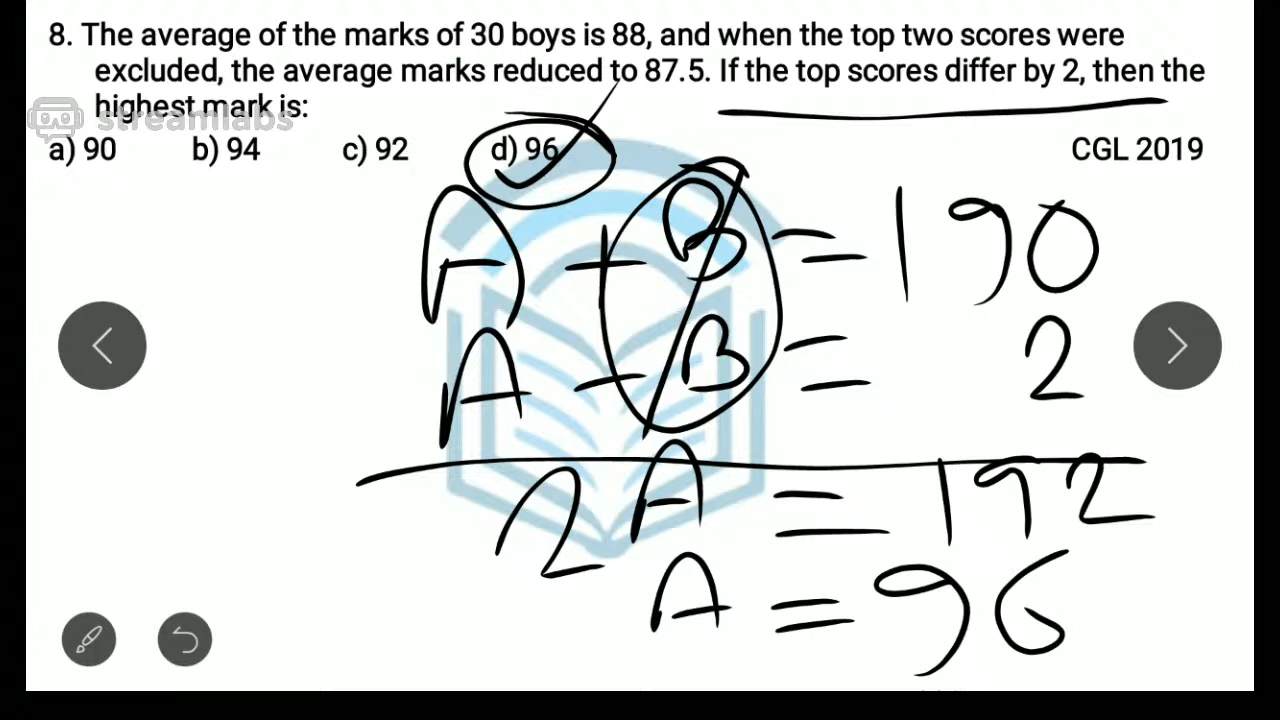 8. The average of the marks of 30 boys is 88, and when the top two scores were
excluded, the average marks reduced to 87.5. If the top scores differ by 2, then the
highest mark is:
streamlabs
a) 90 b) 94 c) 92 d) 96 CGL 2019
A + B = 190
A - B = 2
2A = 192
A = 96